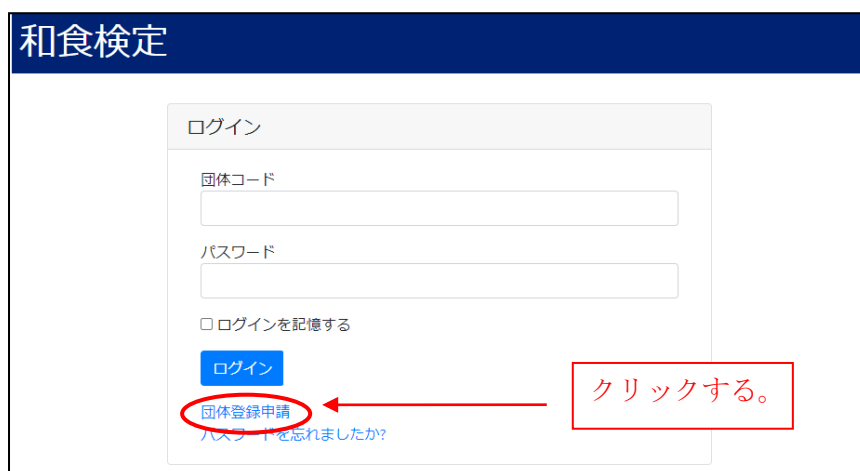 和食検定
ログイン
団体コード
パスワード
ログインを記憶する
ログイン
クリックする。
団体登録申請
パスワードを忘れましたか?